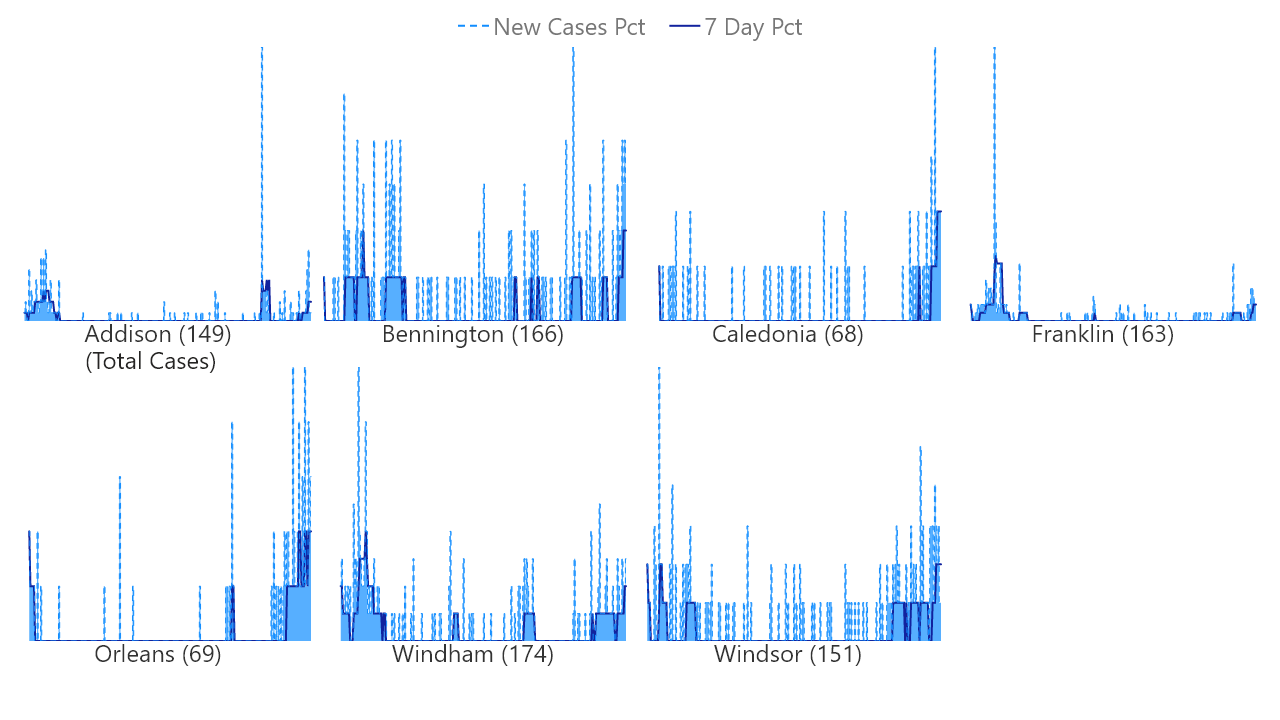 New Cases Pct 7 Day Pct
Addison (149) Bennington (166) Caledonia (68) Franklin (163)
(Total Cases)
Orleans (69) Windham (174) Windsor (151)